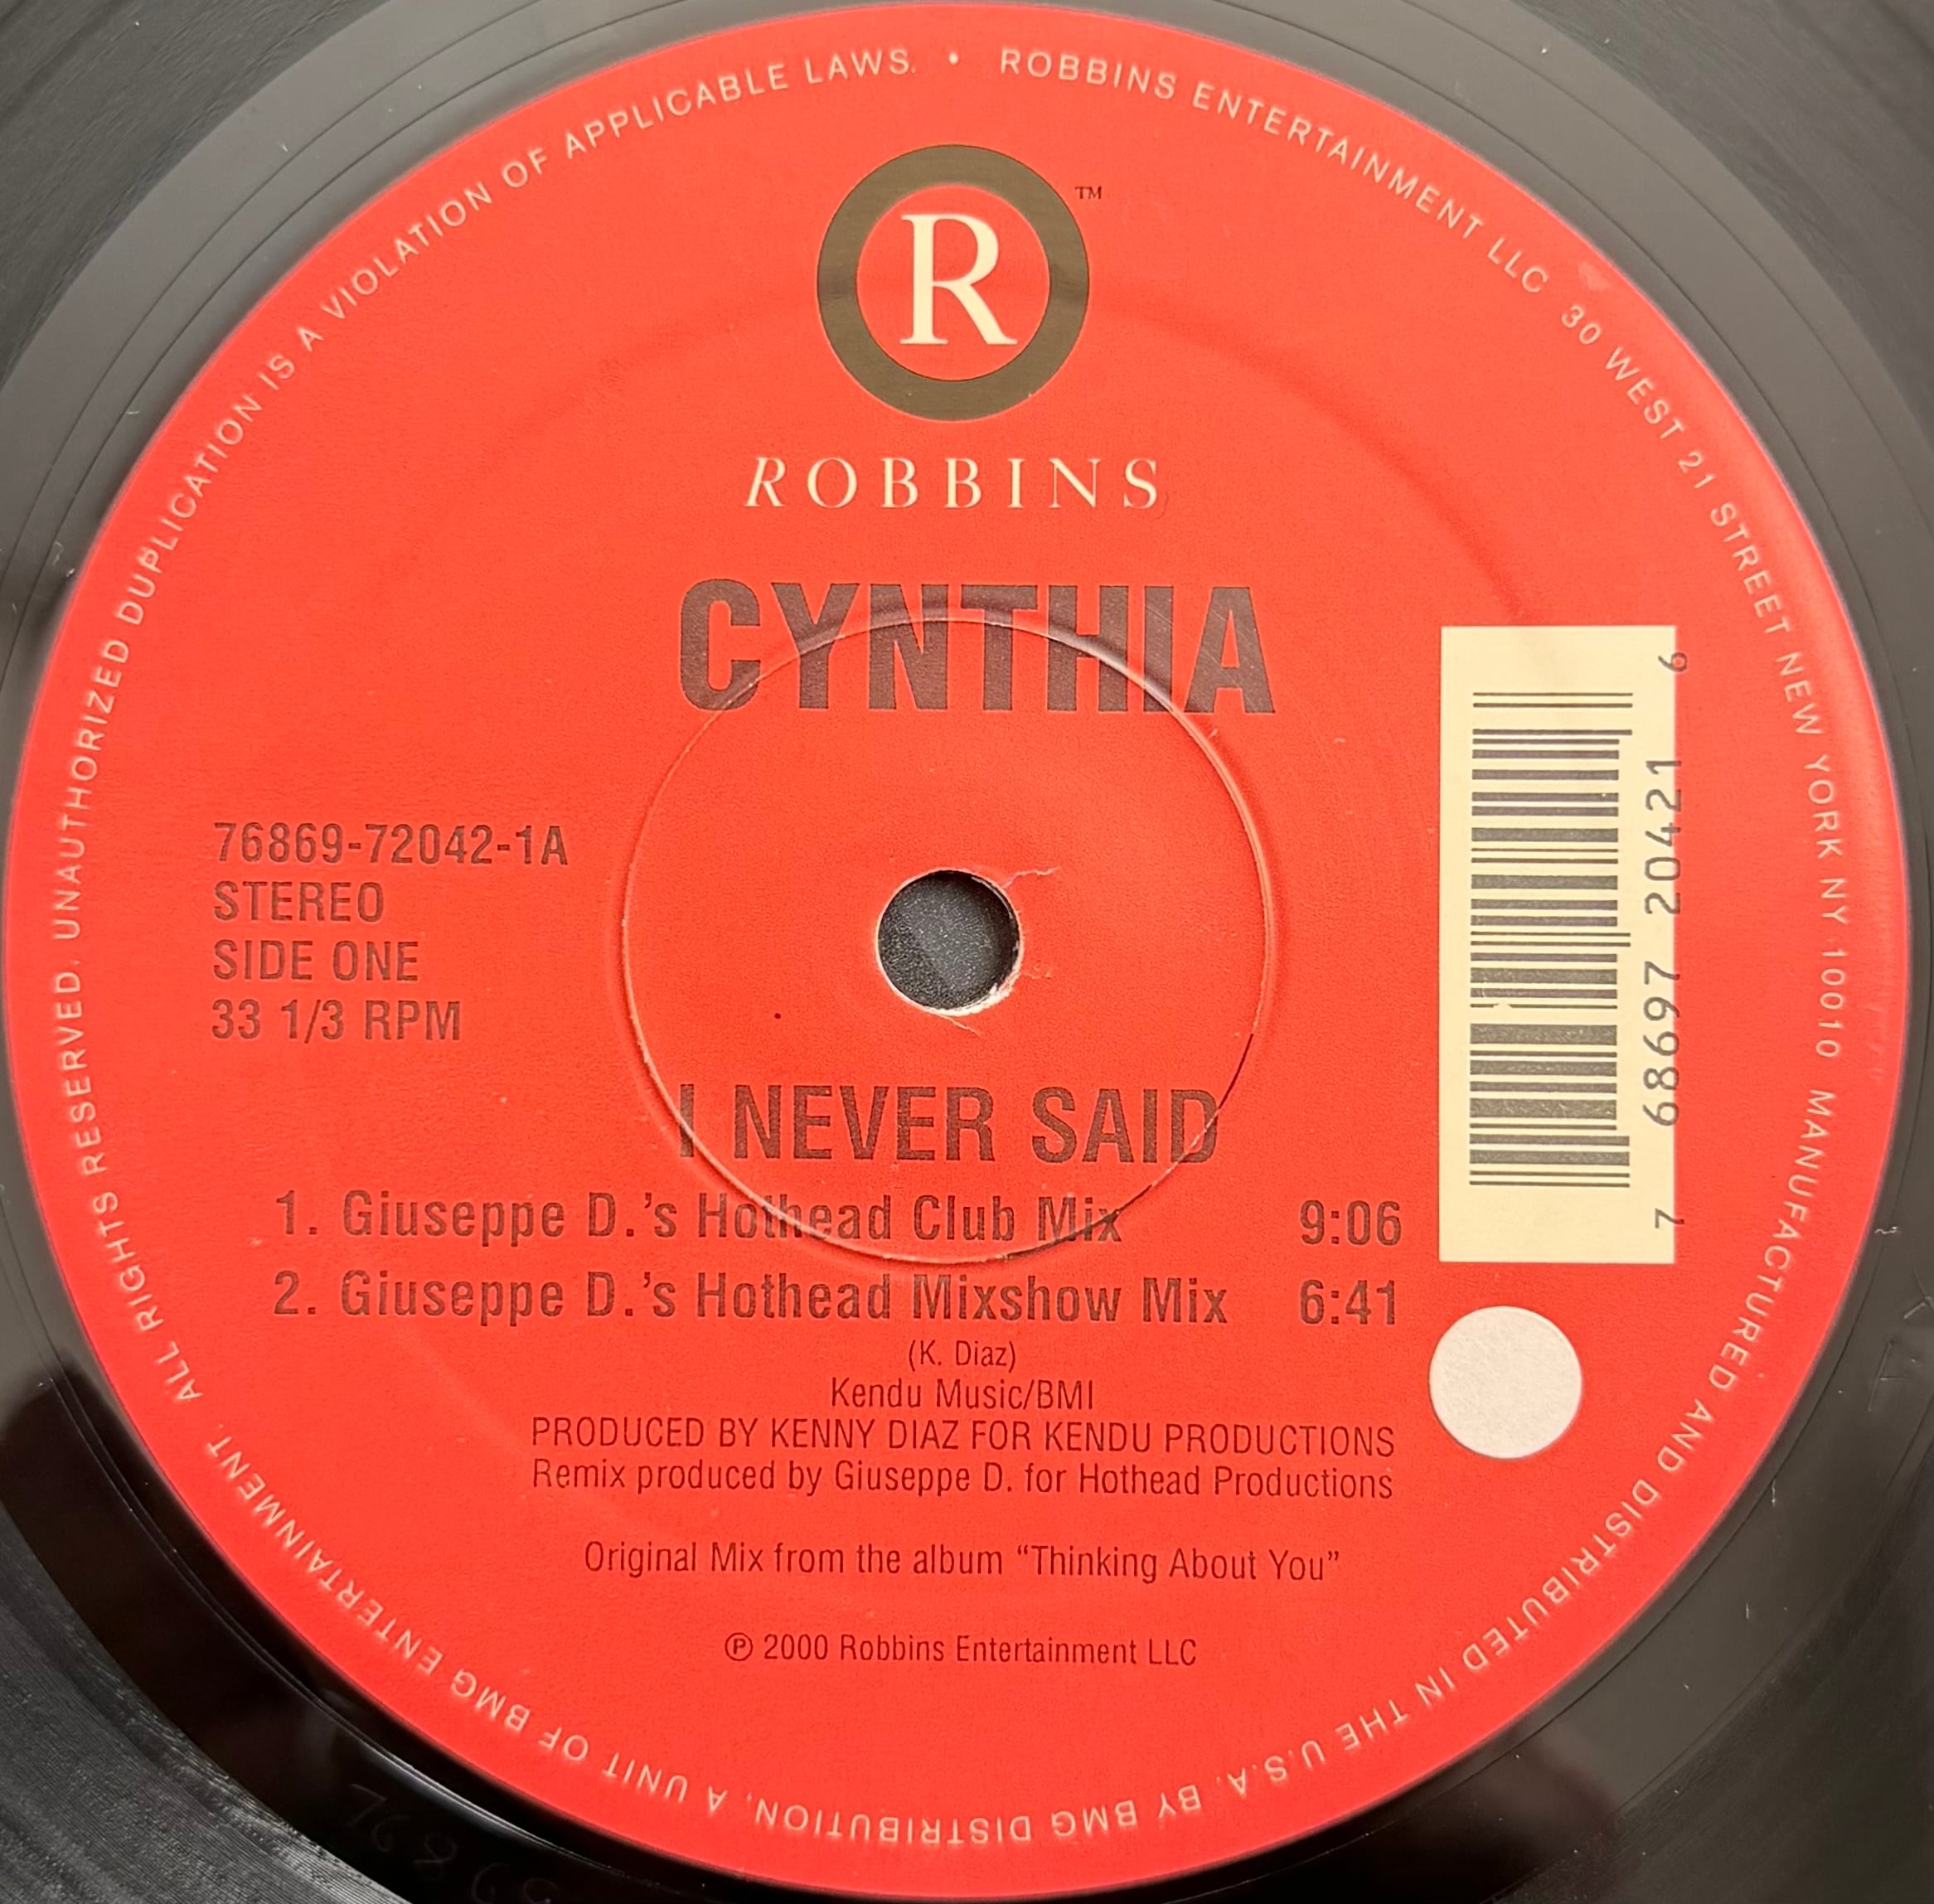 R ™
ROBBINS
CYNTHIA
76869-72042-1A
STEREO
SIDE ONE
33 1/3 RPM
7 68697 20421 6
I NEVER SAID
1. Giuseppe D.'s Hothead Club Mix 9:06
2. Giuseppe D.'s Hothead Mixshow Mix 6:41
(K. Diaz)
Kendu Music/BMI
PRODUCED BY KENNY DIAZ FOR KENDU PRODUCTIONS
Remix produced by Giuseppe D. for Hothead Productions
Original Mix from the album “Thinking About You”
℗ 2000 Robbins Entertainment LLC
• ROBBINS ENTERTAINMENT LLC 30 WEST 21 STREET NEW YORK NY 10010 MANUFACTURED AND DISTRIBUTED IN THE U.S.A. BY BMG DISTRIBUTION, A UNIT OF BMG ENTERTAINMENT. ALL RIGHTS RESERVED. UNAUTHORIZED DUPLICATION IS A VIOLATION OF APPLICABLE LAWS.